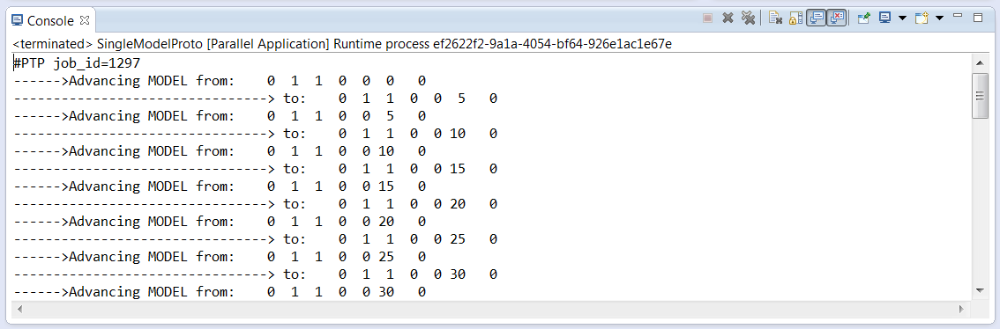 Console
<terminated> SingleModelProto [Parallel Application] Runtime process ef2622f2-9a1a-4054-bf64-926e1ac1e67e
#PTP job_id=1297
------>Advancing MODEL from:    0  1  1  0  0  0   0
--------------------------------> to:    0  1  1  0  0  5   0
------>Advancing MODEL from:    0  1  1  0  0  5   0
--------------------------------> to:    0  1  1  0  0 10   0
------>Advancing MODEL from:    0  1  1  0  0 10   0
--------------------------------> to:    0  1  1  0  0 15   0
------>Advancing MODEL from:    0  1  1  0  0 15   0
--------------------------------> to:    0  1  1  0  0 20   0
------>Advancing MODEL from:    0  1  1  0  0 20   0
--------------------------------> to:    0  1  1  0  0 25   0
------>Advancing MODEL from:    0  1  1  0  0 25   0
--------------------------------> to:    0  1  1  0  0 30   0
------>Advancing MODEL from:    0  1  1  0  0 30   0